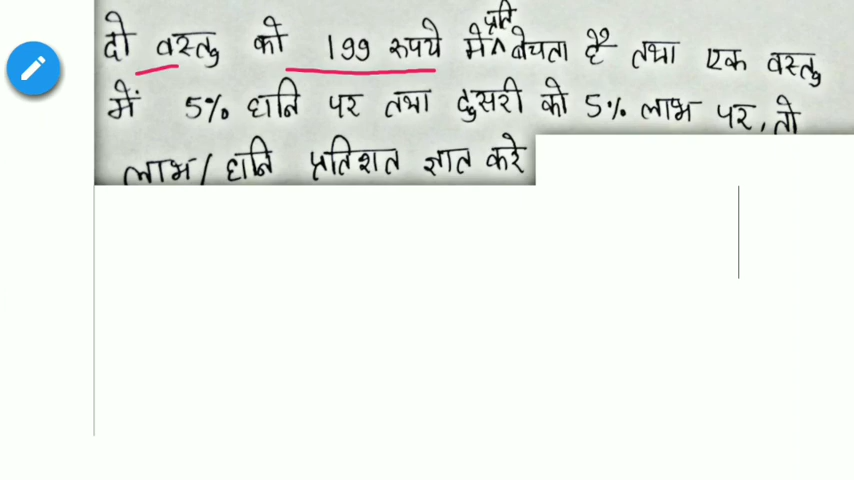 दो वस्तु को 199 रुपये में प्रति बेचता है तथा एक वस्तु
में 5% हानि पर तथा दुसरी को 5% लाभ पर, तो
लाभ/हानि प्रतिशत ज्ञात करे